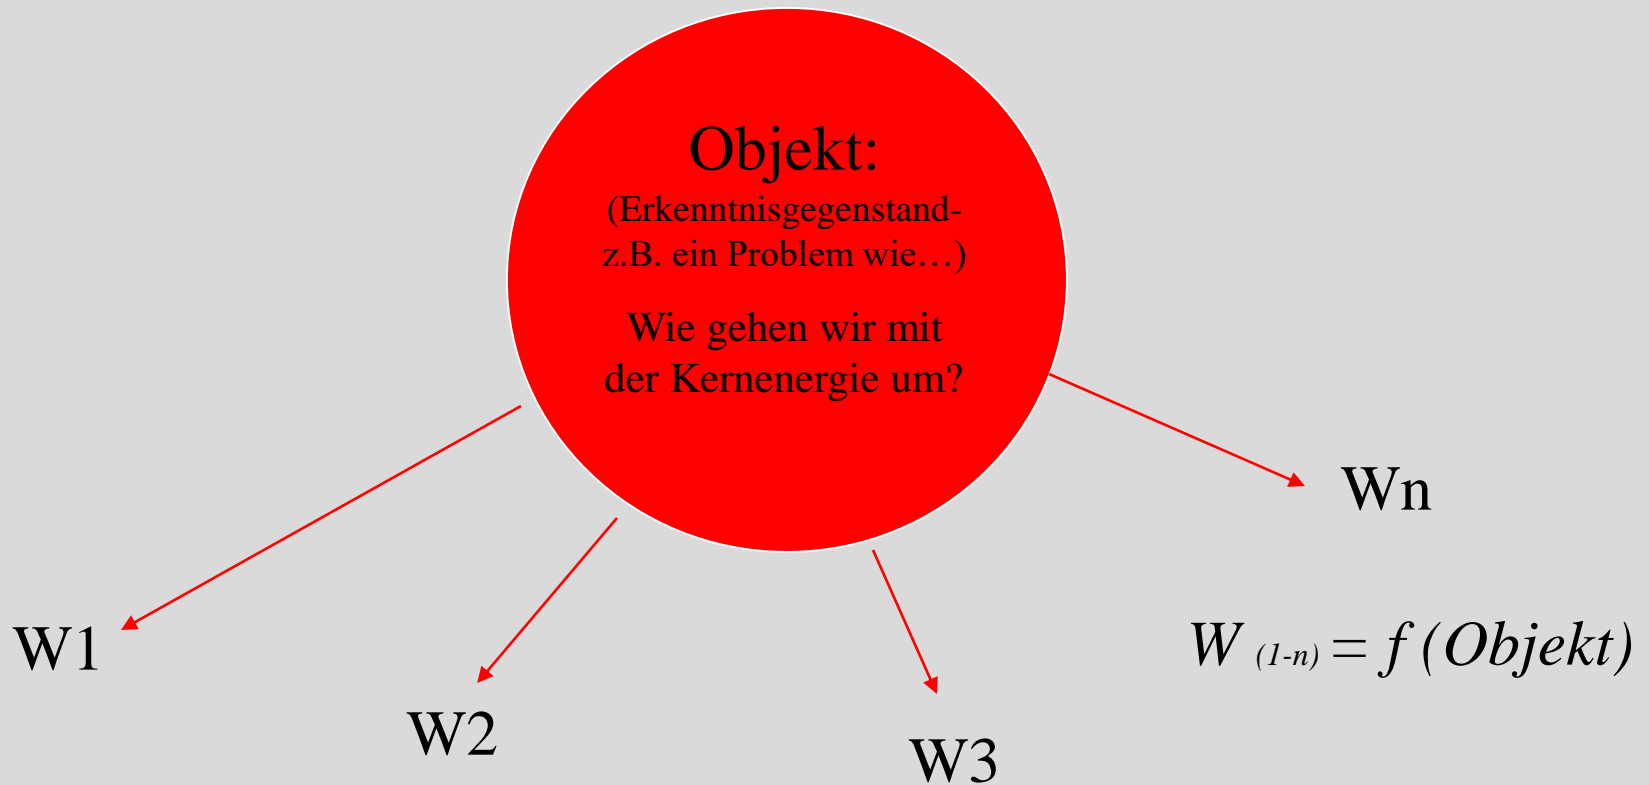 Objekt:
(Erkenntnisgegenstand-
z.B. ein Problem wie…)
Wie gehen wir mit
der Kernenergie um?
Wn
W1
W (1-n) = f (Objekt)
W2
W3